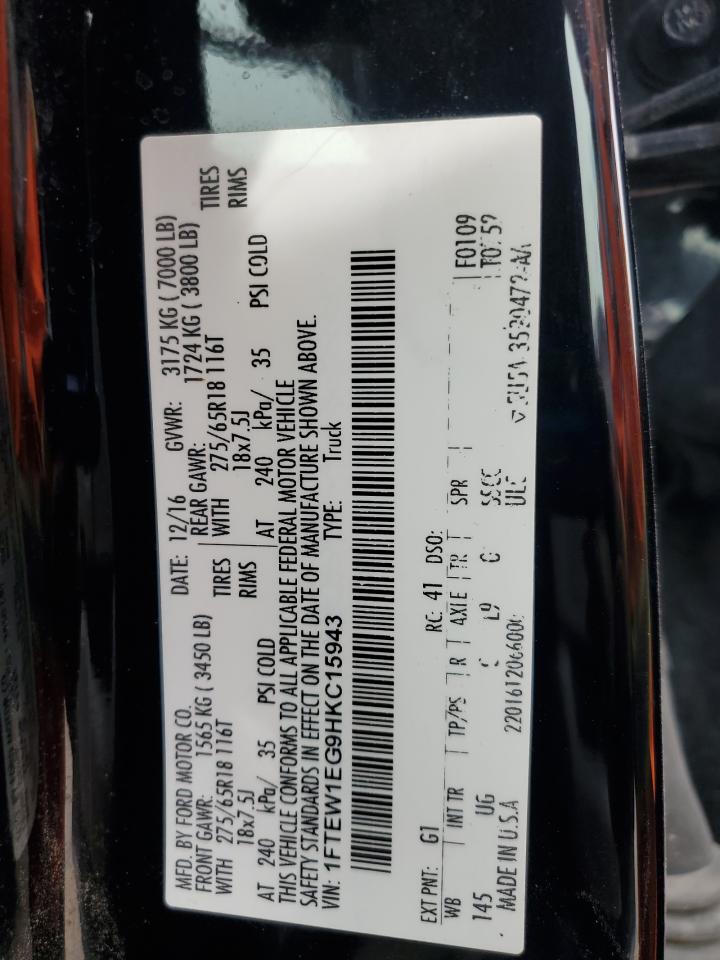 MFD. BY FORD MOTOR CO.
DATE: 12/16 GVWR: 3175 KG ( 7000 LB)
FRONT GAWR: 1565 KG ( 3450 LB) REAR GAWR: 1724 KG ( 3800 LB)
WITH 275/65R18 116T TIRES WITH 275/65R18 116T TIRES
18x7.5J RIMS 18x7.5J RIMS
AT 240 kPa/ 35 PSI COLD AT 240 kPa/ 35 PSI COLD
THIS VEHICLE CONFORMS TO ALL APPLICABLE FEDERAL MOTOR VEHICLE
SAFETY STANDARDS IN EFFECT ON THE DATE OF MANUFACTURE SHOWN ABOVE.
VIN: 1FTEW1EG9HKC15943 TYPE: Truck
EXT PNT: G1 RC: 41 DSO: F0109
WB INT TR TP/PS R AXLE TR SPR
145 UG L9
MADE IN U.S.A